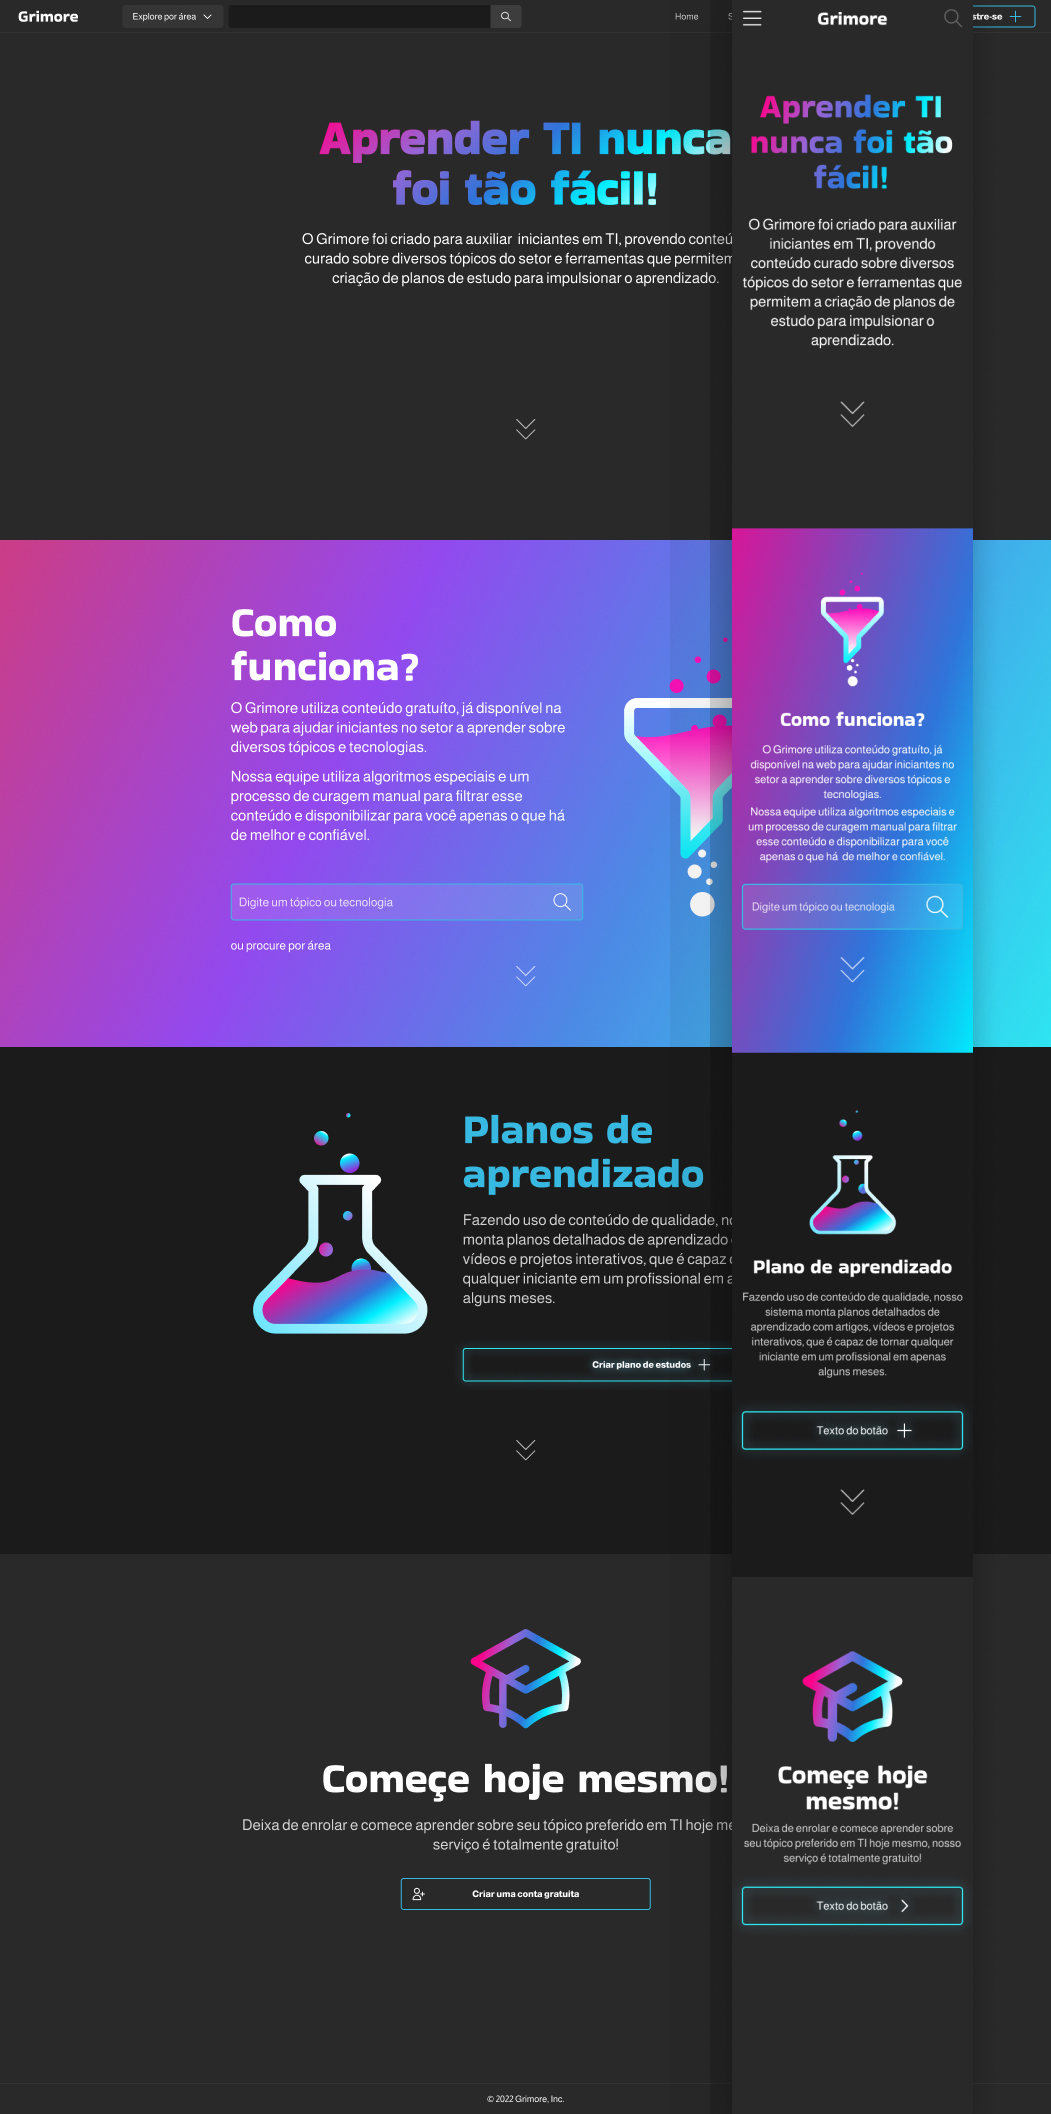 Grimore
Explore por área
Home
stre-se
Aprender TI nunca
foi tão fácil!
O Grimore foi criado para auxiliar iniciantes em TI, provendo
curado sobre diversos tópicos do setor e ferramentas que
criação de planos de estudo para impulsionar o aprendizado.
Como
funciona?
O Grimore utiliza conteúdo gratuíto, já disponível na
web para ajudar iniciantes no setor a aprender sobre
diversos tópicos e tecnologias.
Nossa equipe utiliza algoritmos especiais e um
processo de curagem manual para filtrar esse
conteúdo e disponibilizar para você apenas o que há
de melhor e confiável.
Digite um tópico ou tecnologia
ou procure por área
Planos de
aprendizado
Fazendo uso de conteúdo de qualidade,
monta planos detalhados de aprendizado
vídeos e projetos interativos, que é capaz
qualquer iniciante em um profissional em
alguns meses.
Criar plano de estudos
Começe hoje mesmo!
Deixa de enrolar e comece aprender sobre seu tópico preferido em TI hoje
serviço é totalmente gratuito!
Criar uma conta gratuita
© 2022 Grimore, Inc.
Grimore
Aprender TI
nunca foi tão
fácil!
O Grimore foi criado para auxiliar
iniciantes em TI, provendo
conteúdo curado sobre diversos
tópicos do setor e ferramentas que
permitem a criação de planos de
estudo para impulsionar o
aprendizado.
Como funciona?
O Grimore utiliza conteúdo gratuíto, já
disponível na web para ajudar iniciantes no
setor a aprender sobre diversos tópicos e
tecnologias.
Nossa equipe utiliza algoritmos especiais e
um processo de curagem manual para filtrar
esse conteúdo e disponibilizar para você
apenas o que há de melhor e confiável.
Digite um tópico ou tecnologia
Plano de aprendizado
Fazendo uso de conteúdo de qualidade, nosso
sistema monta planos detalhados de
aprendizado com artigos, vídeos e projetos
interativos, que é capaz de tornar qualquer
iniciante em um profissional em apenas
alguns meses.
Texto do botão
Começe hoje
mesmo!
Deixa de enrolar e comece aprender sobre
seu tópico preferido em TI hoje mesmo, nosso
serviço é totalmente gratuito!
Texto do botão